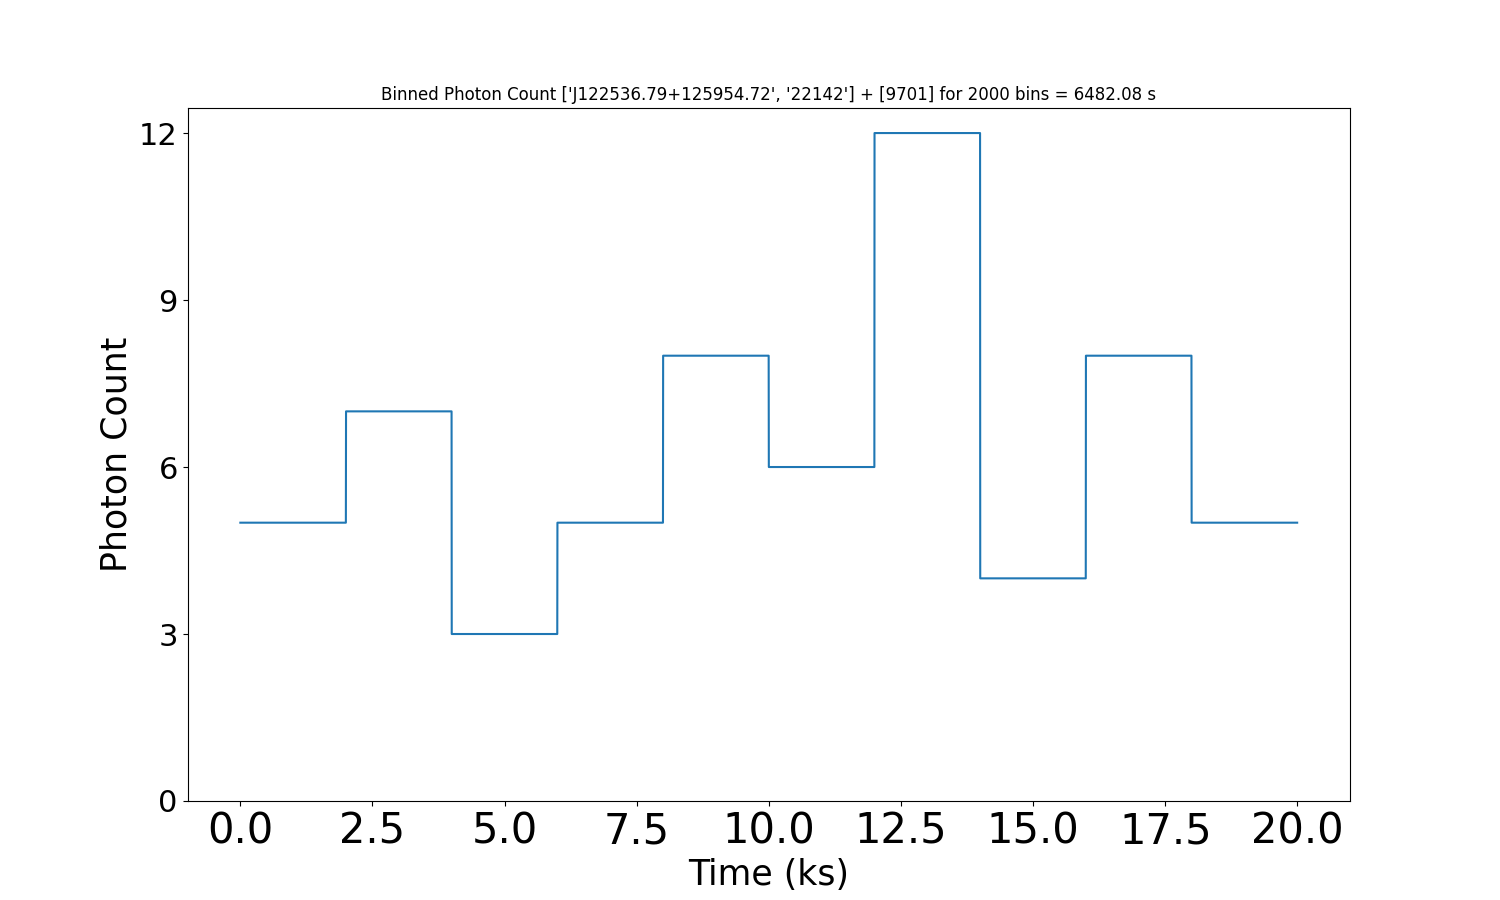 Binned Photon Count ['J122536.79+125954.72', '22142'] + [9701] for 2000 bins = 6482.08 s
12
9
6
3
0
Photon Count
0.0 2.5 5.0 7.5 10.0 12.5 15.0 17.5 20.0
Time (ks)